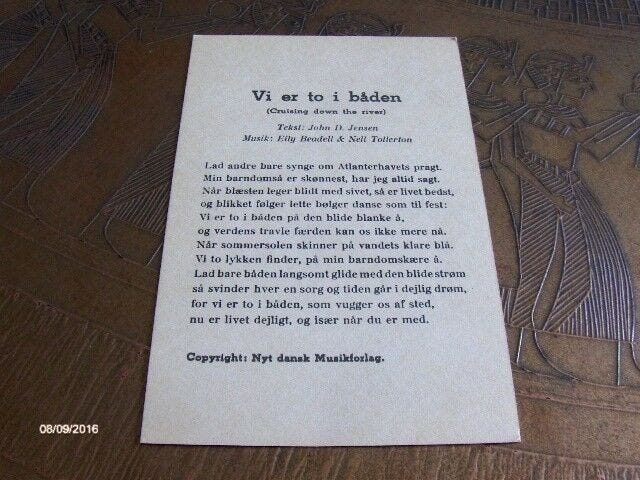 Vi er to i båden
(Cruising down the river)
Tekst: John D. Jensen
Musik: Eily Beadell & Nell Tollerton
Lad andre bare synge om Atlanterhavets pragt.
Min barndomså er skønnest, har jeg altid sagt.
Når blæsten leger blidt med sivet, så er livet bedst,
og blikket følger lette bølger danse som til fest:
Vi er to i båden på den blide blanke å,
og verdens travle færden kan os ikke mere nå.
Når sommersolen skinner på vandets klare blå.
Vi to lykken finder, på min barndomskære å.
Lad bare båden langsomt glide med den blide strøm
så svinder hver en sorg og tiden går i dejlig drøm,
for vi er to i båden, som vugger os af sted,
nu er livet dejligt, og især når du er med.
Copyright: Nyt dansk Musikforlag.
08/09/2016